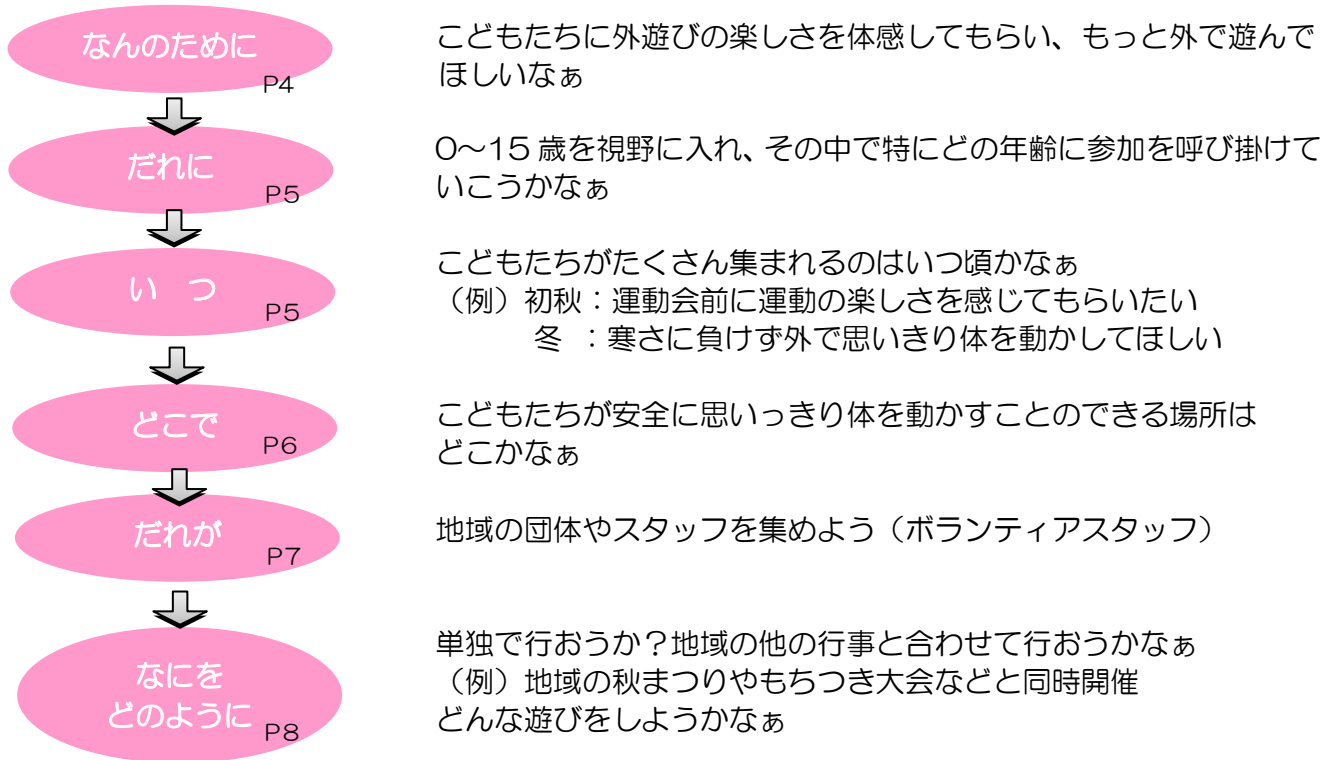 なんのために
P4
こどもたちに外遊びの楽しさを体感してもらい、もっと外で遊んで
ほしいなぁ
だれに
P5
0～15 歳を視野に入れ、その中で特にどの年齢に参加を呼び掛けて
いこうかなぁ
い つ
P5
こどもたちがたくさん集まれるのはいつ頃かなぁ
（例）初秋：運動会前に運動の楽しさを感じてもらいたい
冬 ：寒さに負けず外で思いきり体を動かしてほしい
どこで
P6
こどもたちが安全に思いっきり体を動かすことのできる場所は
どこかなぁ
だれが
P7
地域の団体やスタッフを集めよう（ボランティアスタッフ）
なにを
どのように
P8
単独で行おうか？地域の他の行事と合わせて行おうかなぁ
（例）地域の秋まつりやもちつき大会などと同時開催
どんな遊びをしようかなぁ